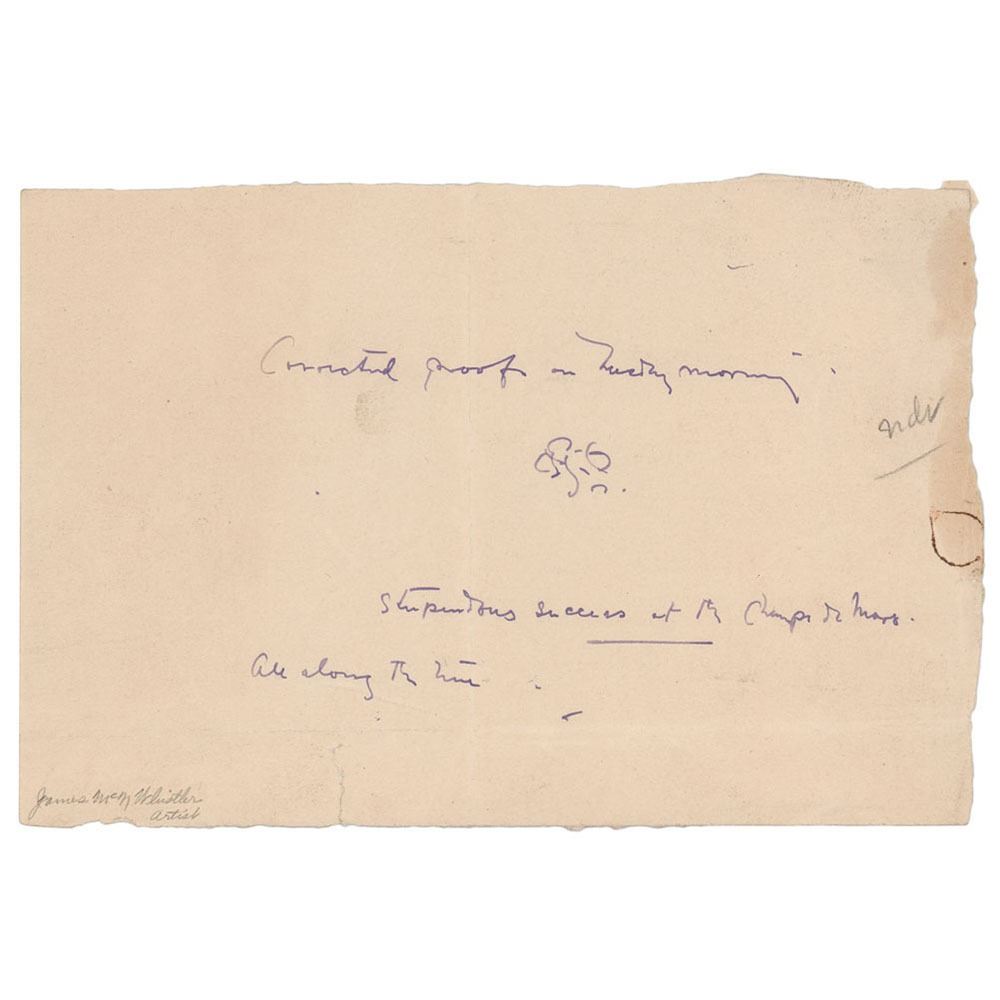 Corrected proof on Tuesday morning.
ndv
Stupendous success at the Champs de Mars.
All along the line.
James McN Whistler
artist